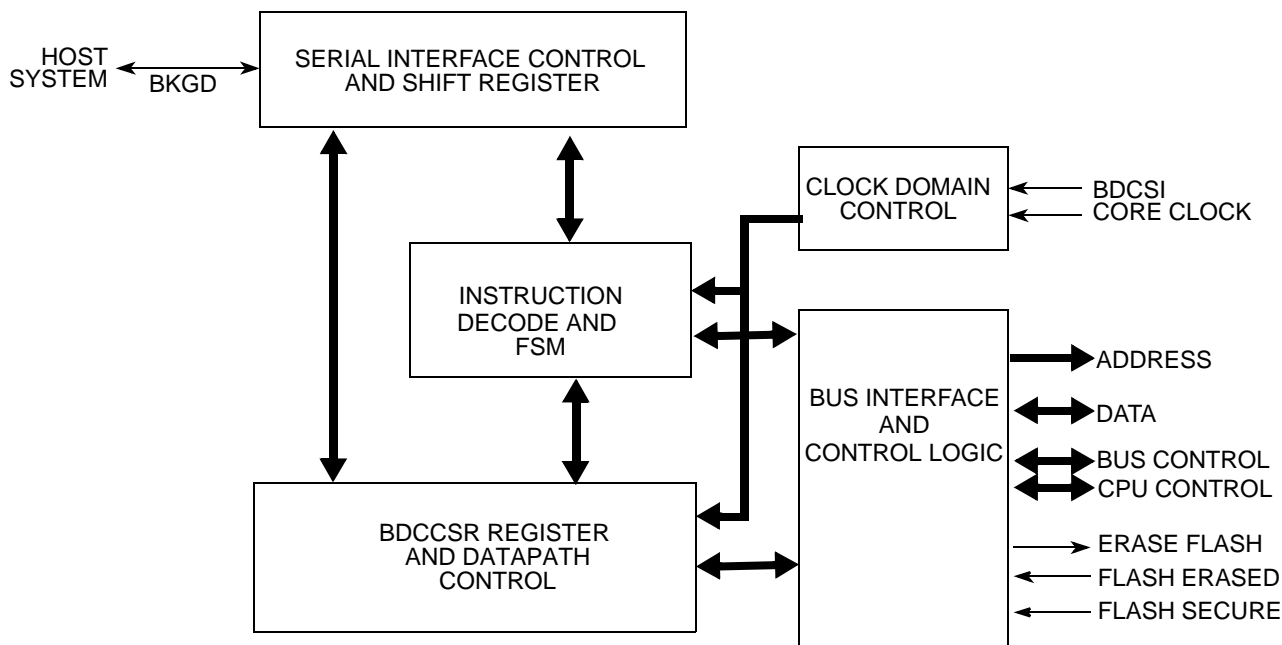 HOST
SYSTEM
BKGD
SERIAL INTERFACE CONTROL
AND SHIFT REGISTER
CLOCK DOMAIN
CONTROL
BDCSI
CORE CLOCK
INSTRUCTION
DECODE AND
FSM
BUS INTERFACE
AND
CONTROL LOGIC
ADDRESS
DATA
BUS CONTROL
CPU CONTROL
ERASE FLASH
FLASH ERASED
FLASH SECURE
BDCCSR REGISTER
AND DATAPATH
CONTROL